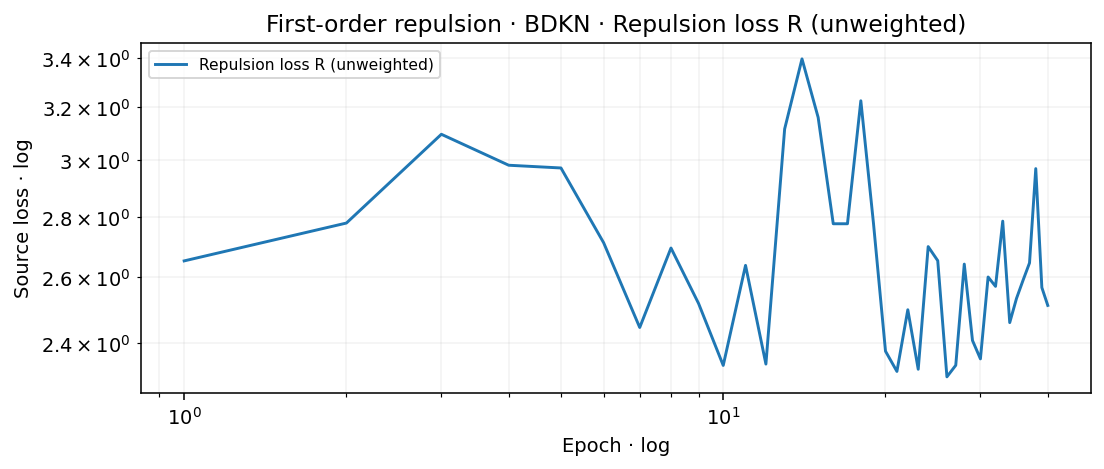 First-order repulsion · BDKN · Repulsion loss R (unweighted)
Repulsion loss R (unweighted)
Source loss · log
3.4 × 10⁰
3.2 × 10⁰
3 × 10⁰
2.8 × 10⁰
2.6 × 10⁰
2.4 × 10⁰
10⁰ 10¹
Epoch · log